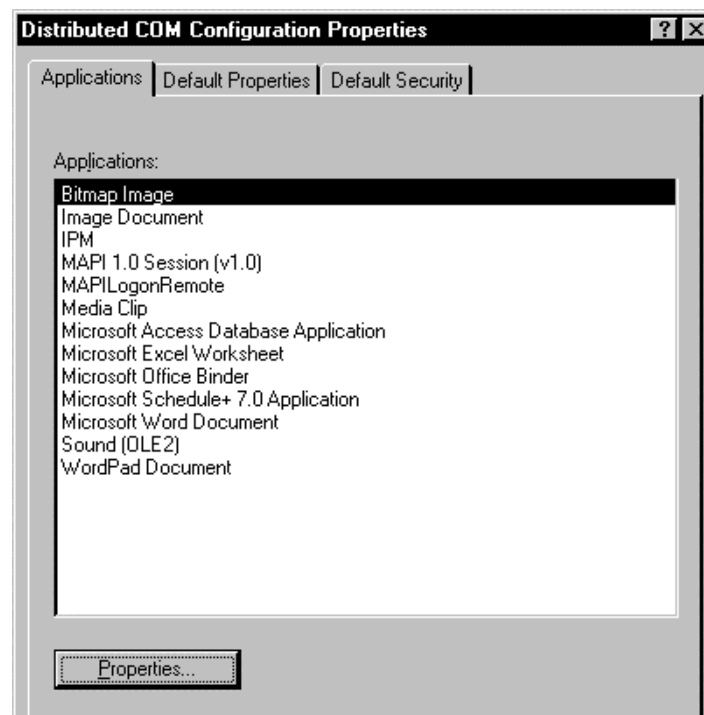 Distributed COM Configuration Properties ? ×
Applications Default Properties Default Security
Applications:
Bitmap Image
Image Document
IPM
MAPI 1.0 Session (v1.0)
MAPILogonRemote
Media Clip
Microsoft Access Database Application
Microsoft Excel Worksheet
Microsoft Office Binder
Microsoft Schedule+ 7.0 Application
Microsoft Word Document
Sound (OLE2)
WordPad Document
Properties...